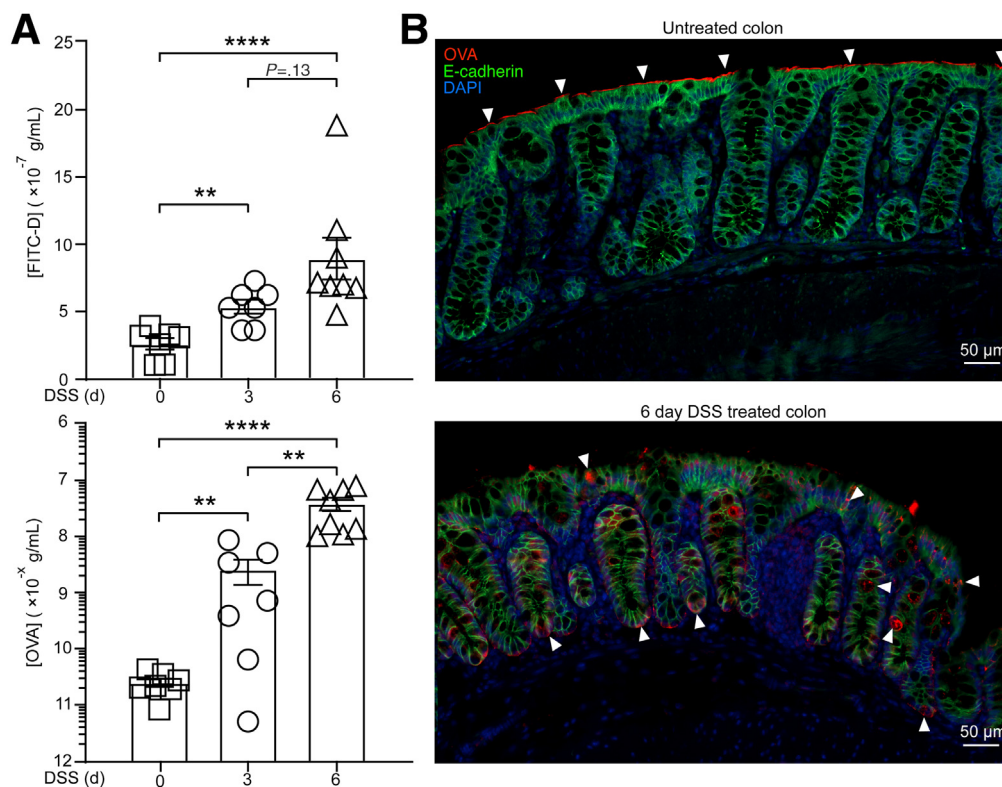 A
25
20
15
10
5
0
[FITC-D] ( ×10⁻⁷ g/mL)
****
P=.13
**
DSS (d) 0 3 6
6
7
8
9
10
11
12
[OVA] ( ×10⁻ˣ g/mL)
****
**
**
DSS (d) 0 3 6
B
Untreated colon
OVA
E-cadherin
DAPI
50 µm
6 day DSS treated colon
50 µm